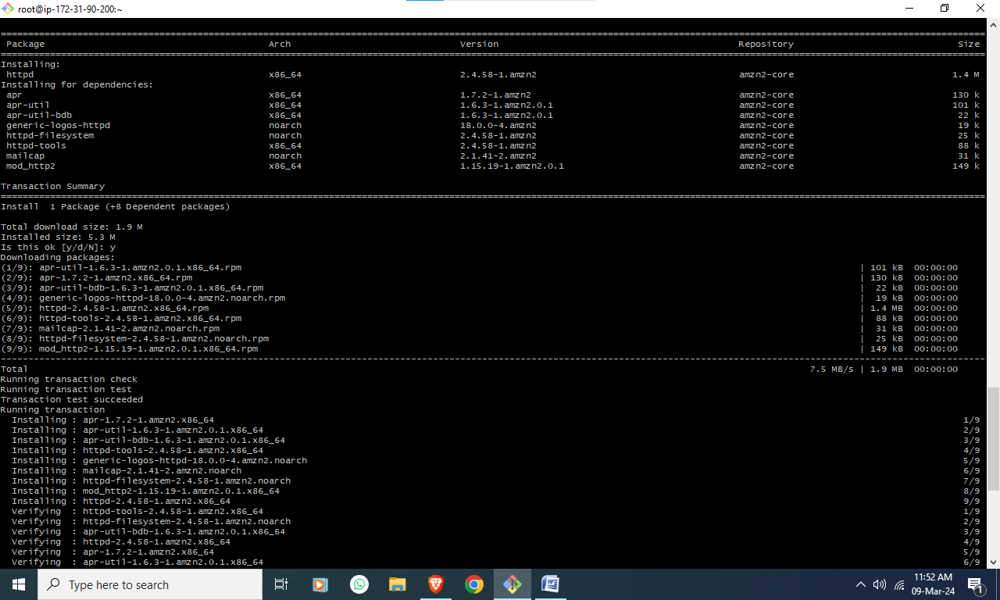 root@ip-172-31-90-200:~
================================================================================
Package Arch Version Repository Size
================================================================================
Installing:
httpd x86_64 2.4.58-1.amzn2 amzn2-core 1.4 M
Installing for dependencies:
apr x86_64 1.7.2-1.amzn2 amzn2-core 130 k
apr-util x86_64 1.6.3-1.amzn2.0.1 amzn2-core 101 k
apr-util-bdb x86_64 1.6.3-1.amzn2.0.1 amzn2-core 22 k
generic-logos-httpd noarch 18.0.0-4.amzn2 amzn2-core 19 k
httpd-filesystem noarch 2.4.58-1.amzn2 amzn2-core 25 k
httpd-tools x86_64 2.4.58-1.amzn2 amzn2-core 88 k
mailcap noarch 2.1.41-2.amzn2 amzn2-core 31 k
mod_http2 x86_64 1.15.19-1.amzn2.0.1 amzn2-core 149 k
Transaction Summary
================================================================================
Install 1 Package (+8 Dependent packages)
Total download size: 1.9 M
Installed size: 5.3 M
Is this ok [y/d/N]: y
Downloading packages:
(1/9): apr-util-1.6.3-1.amzn2.0.1.x86_64.rpm | 101 kB 00:00:00
(2/9): apr-1.7.2-1.amzn2.x86_64.rpm | 130 kB 00:00:00
(3/9): apr-util-bdb-1.6.3-1.amzn2.0.1.x86_64.rpm | 22 kB 00:00:00
(4/9): generic-logos-httpd-18.0.0-4.amzn2.noarch.rpm | 19 kB 00:00:00
(5/9): httpd-2.4.58-1.amzn2.x86_64.rpm | 1.4 MB 00:00:00
(6/9): httpd-tools-2.4.58-1.amzn2.x86_64.rpm | 88 kB 00:00:00
(7/9): mailcap-2.1.41-2.amzn2.noarch.rpm | 31 kB 00:00:00
(8/9): httpd-filesystem-2.4.58-1.amzn2.noarch.rpm | 25 kB 00:00:00
(9/9): mod_http2-1.15.19-1.amzn2.0.1.x86_64.rpm | 149 kB 00:00:00
--------------------------------------------------------------------------------
Total 7.5 MB/s | 1.9 MB 00:00:00
Running transaction check
Running transaction test
Transaction test succeeded
Running transaction
Installing : apr-1.7.2-1.amzn2.x86_64 1/9
Installing : apr-util-1.6.3-1.amzn2.0.1.x86_64 2/9
Installing : apr-util-bdb-1.6.3-1.amzn2.0.1.x86_64 3/9
Installing : httpd-tools-2.4.58-1.amzn2.x86_64 4/9
Installing : generic-logos-httpd-18.0.0-4.amzn2.noarch 5/9
Installing : mailcap-2.1.41-2.amzn2.noarch 6/9
Installing : httpd-filesystem-2.4.58-1.amzn2.noarch 7/9
Installing : mod_http2-1.15.19-1.amzn2.0.1.x86_64 8/9
Installing : httpd-2.4.58-1.amzn2.x86_64 9/9
Verifying : httpd-tools-2.4.58-1.amzn2.x86_64 1/9
Verifying : httpd-filesystem-2.4.58-1.amzn2.noarch 2/9
Verifying : apr-util-bdb-1.6.3-1.amzn2.0.1.x86_64 3/9
Verifying : httpd-2.4.58-1.amzn2.x86_64 4/9
Verifying : apr-1.7.2-1.amzn2.x86_64 5/9
Verifying : apr-util-1.6.3-1.amzn2.0.1.x86_64 6/9
Type here to search
11:52 AM
09-Mar-24
1